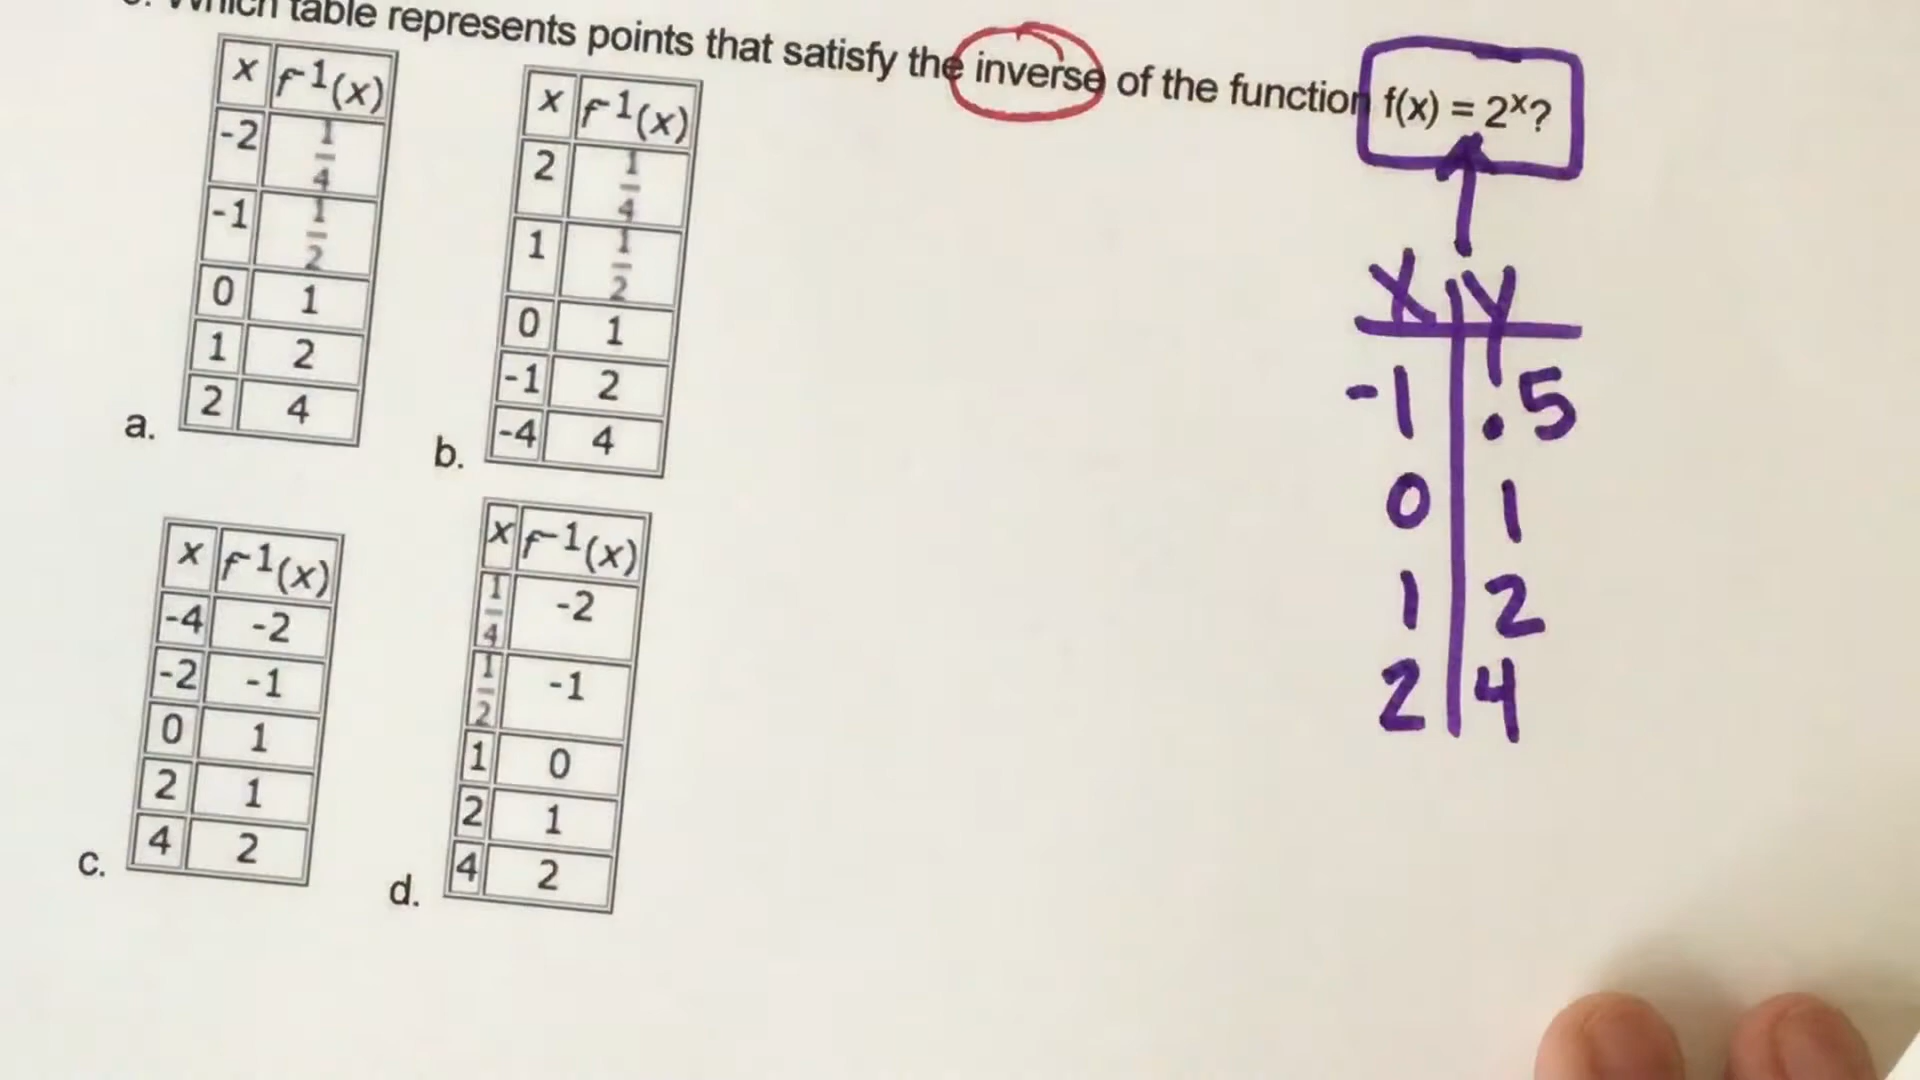 Which table represents points that satisfy the inverse of the function f(x) = 2ˣ?
x f⁻¹(x)
-2 1/4
-1 1/2
0 1
1 2
2 4
a.
x f⁻¹(x)
2 1/4
1 1/2
0 1
-1 2
-4 4
b.
x f⁻¹(x)
-4 -2
-2 -1
0 1
2 1
4 2
c.
x f⁻¹(x)
1/4 -2
1/2 -1
1 0
2 1
4 2
d.
X Y
-1 .5
0 1
1 2
2 4